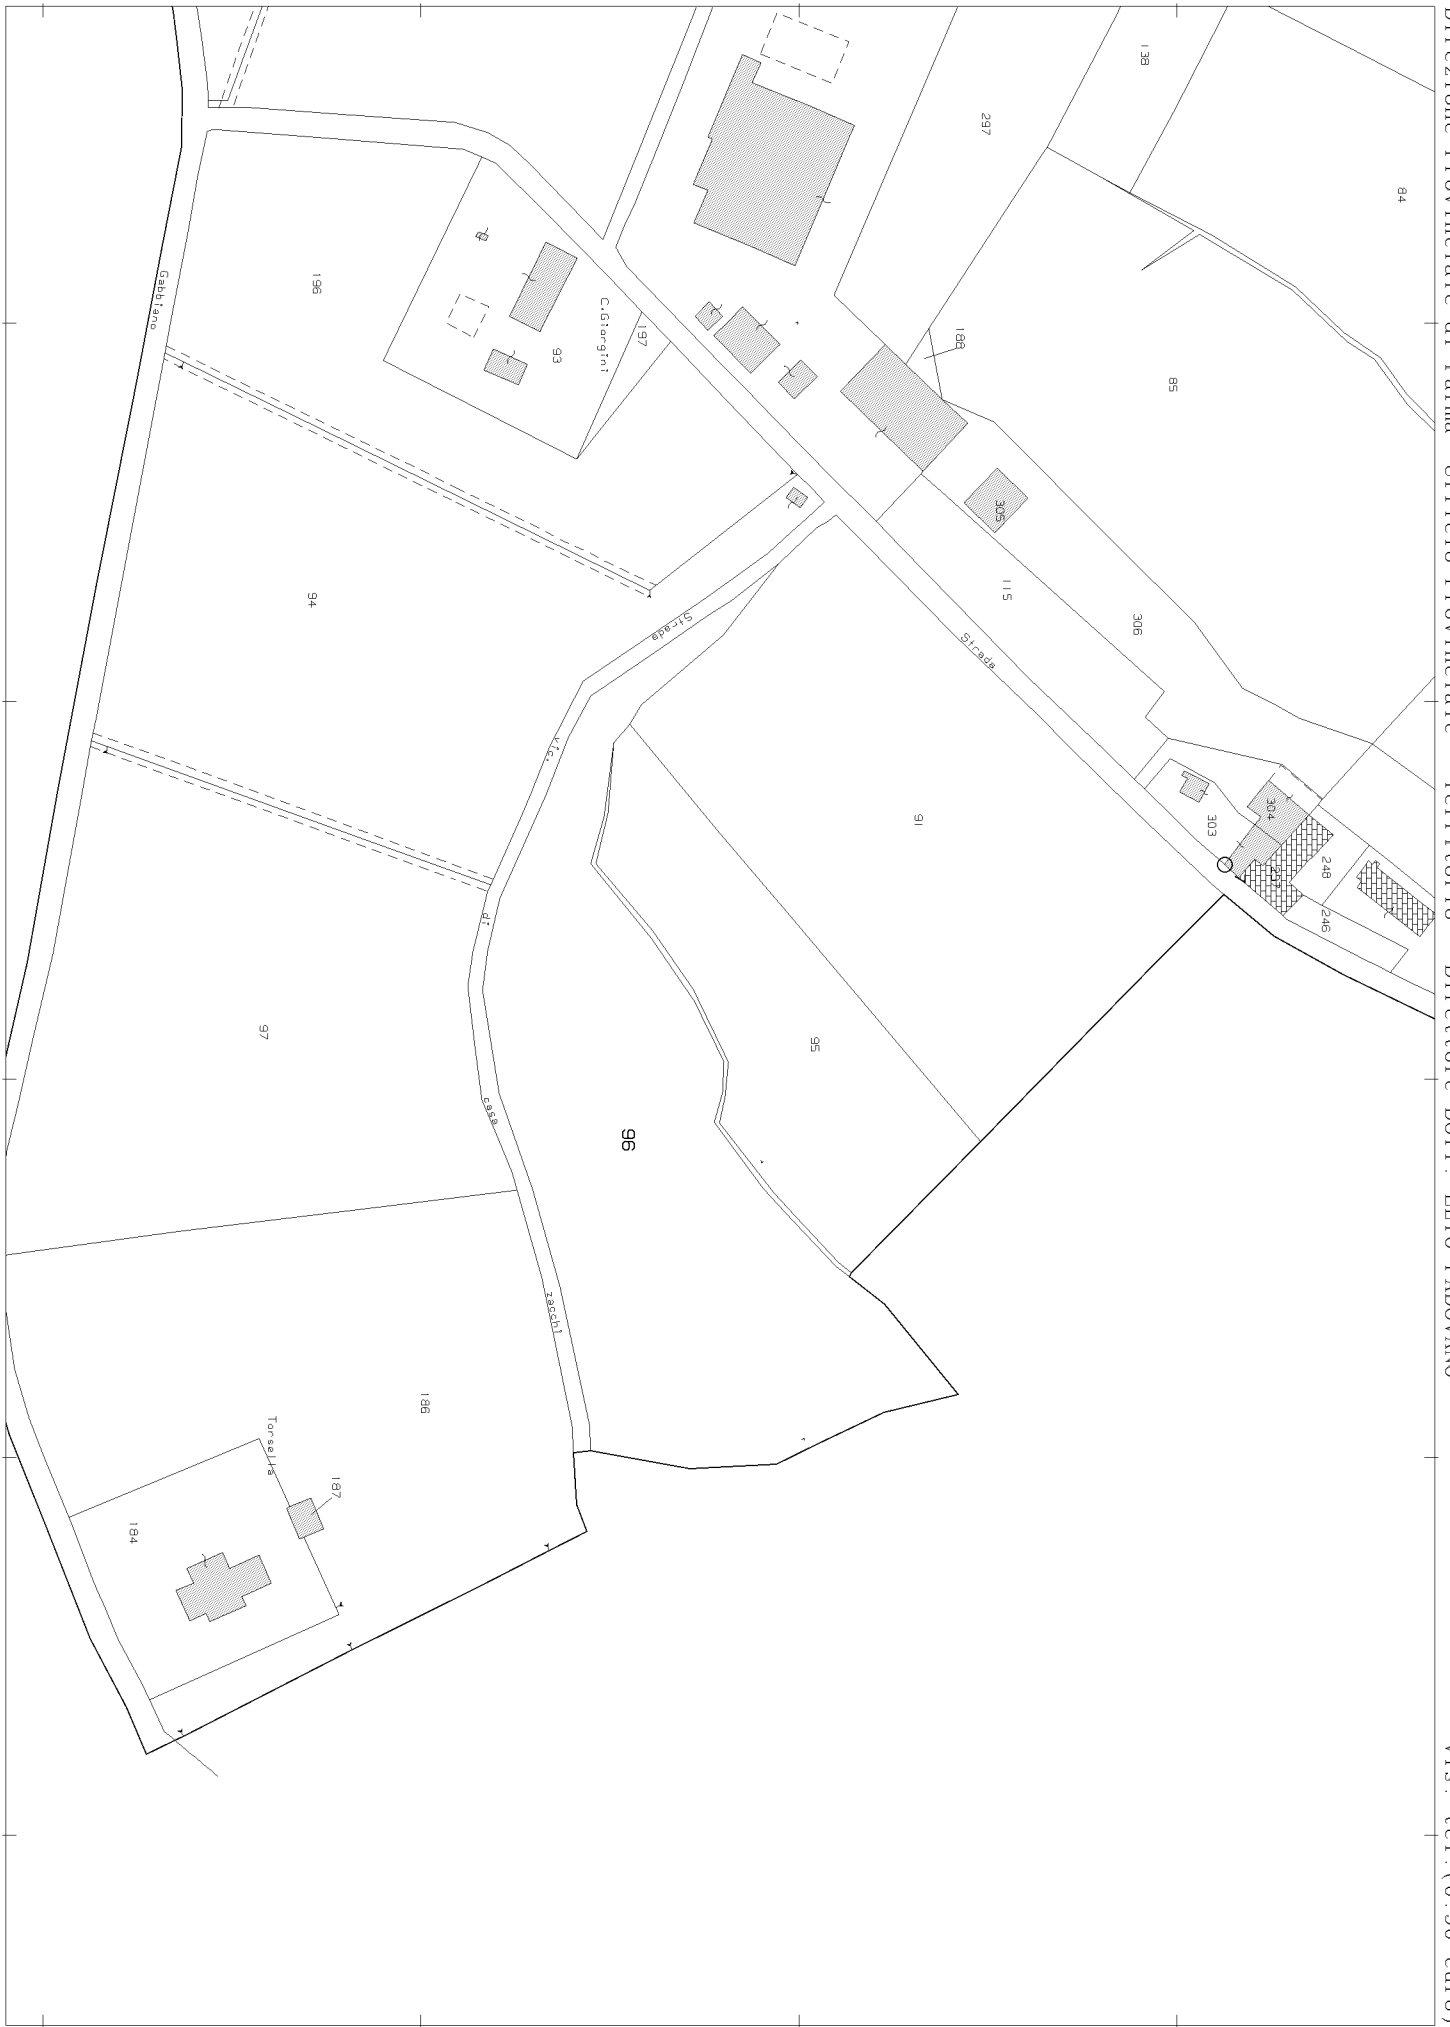 Direzione Provinciale di Parma Ufficio Provinciale - Territorio - Direttore DOTT. ELIO PADOVANO
Vis. tel. (0.90 euro)
84
138
297
85
188
305
306
115
Strada
304
303
248
246
91
95
96
C.Giorgini
197
93
196
Gabbiano
94
Strada
vic.
di
casa
zacchi
97
186
Torsella
187
184